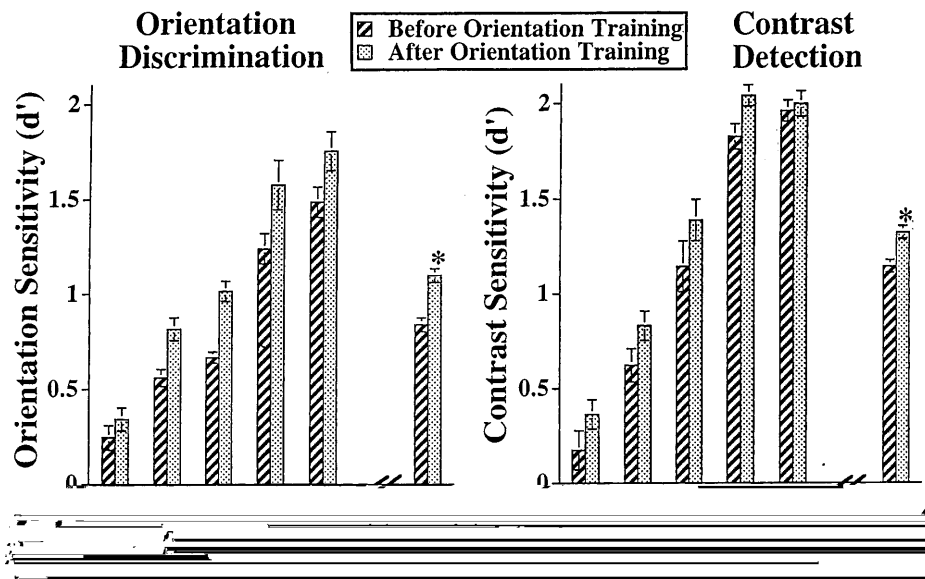 Orientation
Discrimination
Before Orientation Training
After Orientation Training
Contrast
Detection
Orientation Sensitivity (d')
2
1.5
1
0.5
0
*
Contrast Sensitivity (d')
2
1.5
1
0.5
0
*